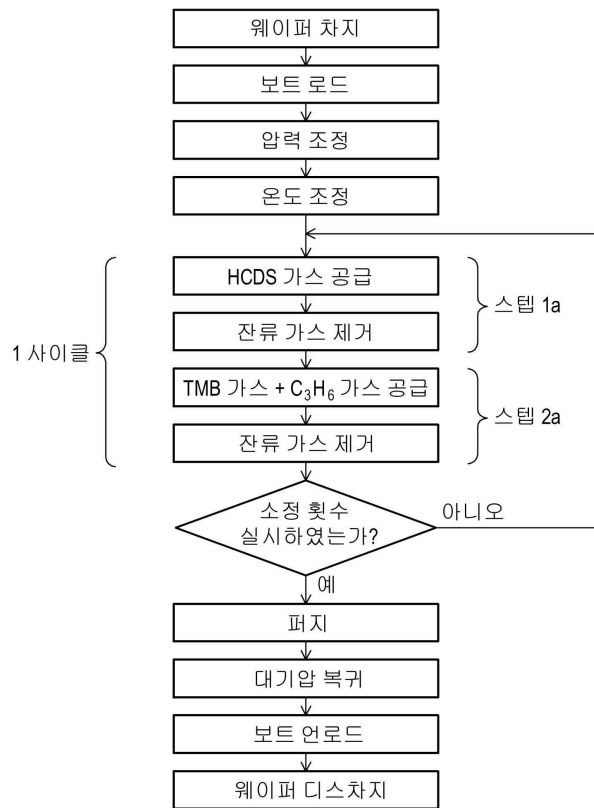 웨이퍼 차지
보트 로드
압력 조정
온도 조정
HCDS 가스 공급
스텝 1a
잔류 가스 제거
1 사이클
TMB 가스 + C₃H₆ 가스 공급
스텝 2a
잔류 가스 제거
소정 횟수
실시하였는가?
아니오
예
퍼지
대기압 복귀
보트 언로드
웨이퍼 디스차지